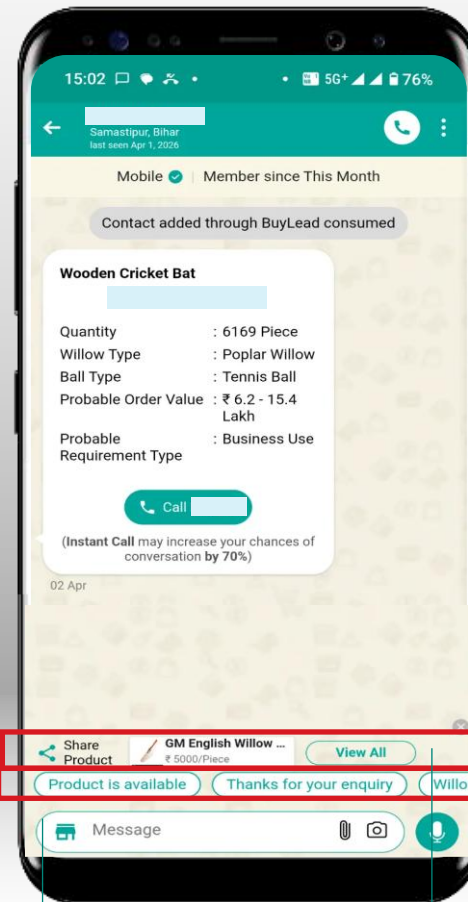 15:02 5G+ 76%
Samastipur, Bihar
last seen Apr 1, 2026
Mobile Member since This Month
Contact added through BuyLead consumed
Wooden Cricket Bat
Quantity : 6169 Piece
Willow Type : Poplar Willow
Ball Type : Tennis Ball
Probable Order Value : ₹ 6.2 - 15.4
Lakh
Probable : Business Use
Requirement Type
Call
(Instant Call may increase your chances of
conversation by 70%)
02 Apr
Share
Product
GM English Willow ...
₹ 5000/Piece
View All
Product is available Thanks for your enquiry Willo
Message